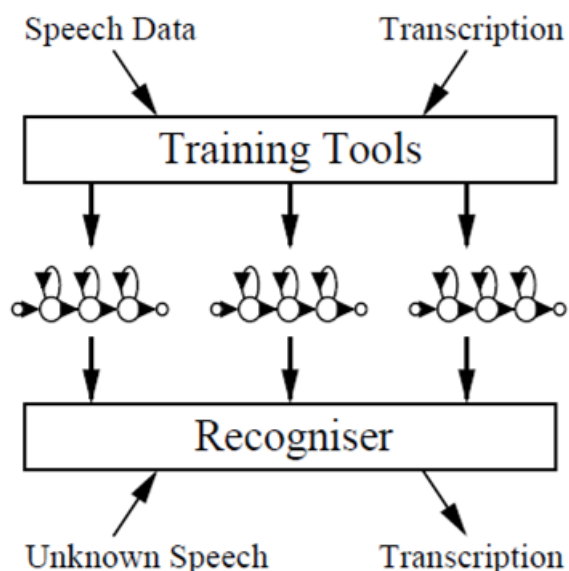 Speech Data
Transcription
Training Tools
Recogniser
Unknown Speech
Transcription